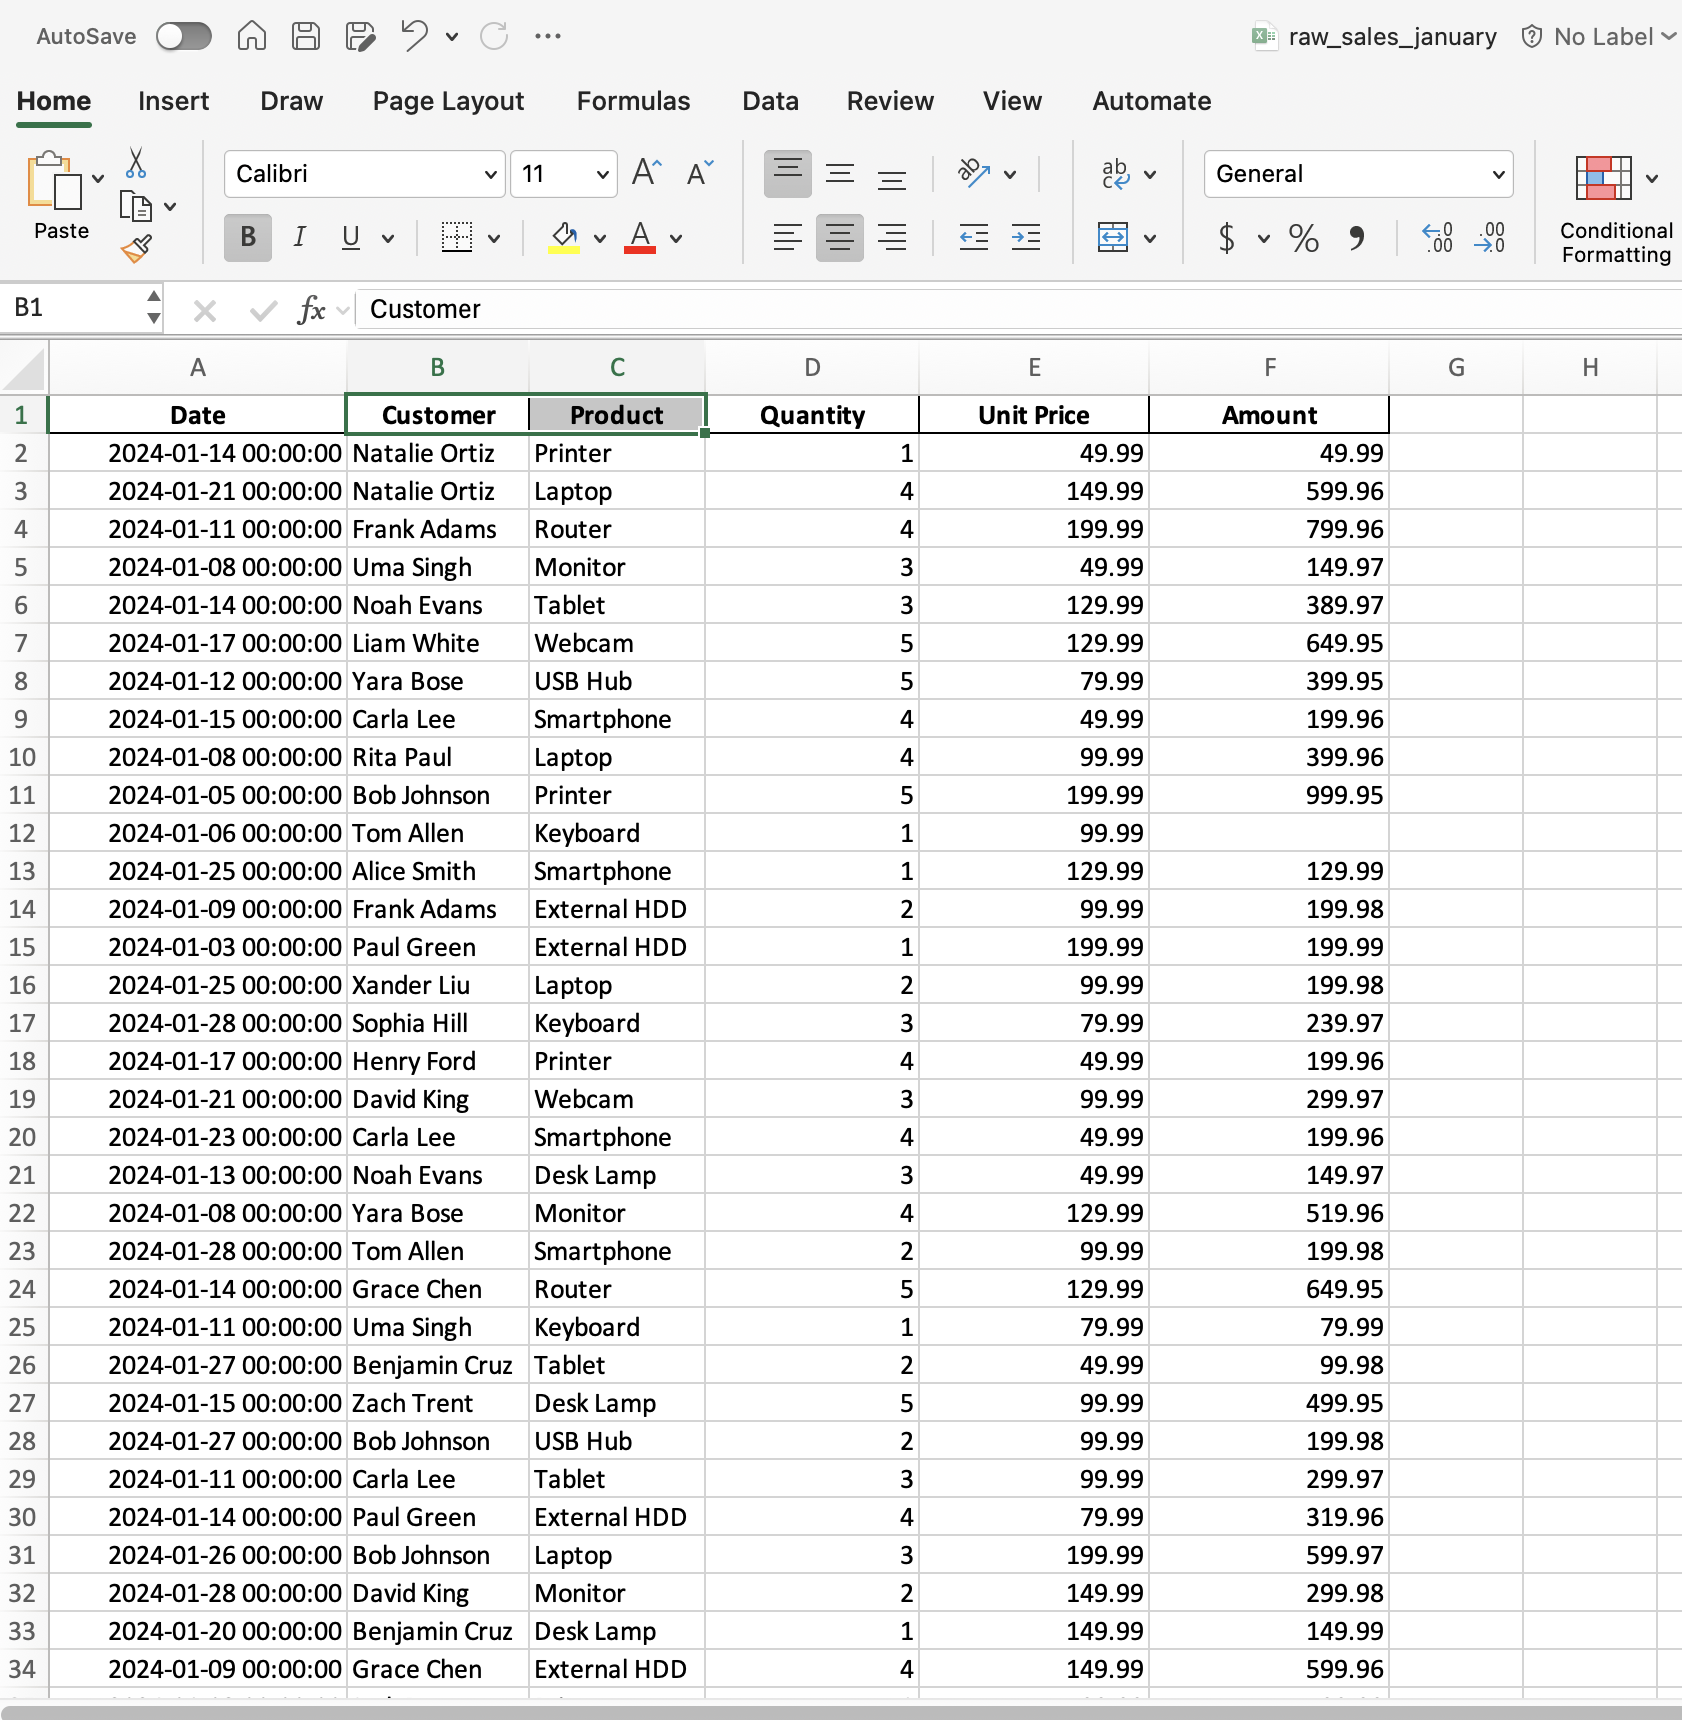 AutoSave raw_sales_january No Label
Home Insert Draw Page Layout Formulas Data Review View Automate
Paste Calibri 11 A A ab ab c General Conditional Formatting
B I U A $ % , .00 .00
B1 fx Customer
A B C D E F G H
1 Date Customer Product Quantity Unit Price Amount
2 2024-01-14 00:00:00 Natalie Ortiz Printer 1 49.99 49.99
3 2024-01-21 00:00:00 Natalie Ortiz Laptop 4 149.99 599.96
4 2024-01-11 00:00:00 Frank Adams Router 4 199.99 799.96
5 2024-01-08 00:00:00 Uma Singh Monitor 3 49.99 149.97
6 2024-01-14 00:00:00 Noah Evans Tablet 3 129.99 389.97
7 2024-01-17 00:00:00 Liam White Webcam 5 129.99 649.95
8 2024-01-12 00:00:00 Yara Bose USB Hub 5 79.99 399.95
9 2024-01-15 00:00:00 Carla Lee Smartphone 4 49.99 199.96
10 2024-01-08 00:00:00 Rita Paul Laptop 4 99.99 399.96
11 2024-01-05 00:00:00 Bob Johnson Printer 5 199.99 999.95
12 2024-01-06 00:00:00 Tom Allen Keyboard 1 99.99
13 2024-01-25 00:00:00 Alice Smith Smartphone 1 129.99 129.99
14 2024-01-09 00:00:00 Frank Adams External HDD 2 99.99 199.98
15 2024-01-03 00:00:00 Paul Green External HDD 1 199.99 199.99
16 2024-01-25 00:00:00 Xander Liu Laptop 2 99.99 199.98
17 2024-01-28 00:00:00 Sophia Hill Keyboard 3 79.99 239.97
18 2024-01-17 00:00:00 Henry Ford Printer 4 49.99 199.96
19 2024-01-21 00:00:00 David King Webcam 3 99.99 299.97
20 2024-01-23 00:00:00 Carla Lee Smartphone 4 49.99 199.96
21 2024-01-13 00:00:00 Noah Evans Desk Lamp 3 49.99 149.97
22 2024-01-08 00:00:00 Yara Bose Monitor 4 129.99 519.96
23 2024-01-28 00:00:00 Tom Allen Smartphone 2 99.99 199.98
24 2024-01-14 00:00:00 Grace Chen Router 5 129.99 649.95
25 2024-01-11 00:00:00 Uma Singh Keyboard 1 79.99 79.99
26 2024-01-27 00:00:00 Benjamin Cruz Tablet 2 49.99 99.98
27 2024-01-15 00:00:00 Zach Trent Desk Lamp 5 99.99 499.95
28 2024-01-27 00:00:00 Bob Johnson USB Hub 2 99.99 199.98
29 2024-01-11 00:00:00 Carla Lee Tablet 3 99.99 299.97
30 2024-01-14 00:00:00 Paul Green External HDD 4 79.99 319.96
31 2024-01-26 00:00:00 Bob Johnson Laptop 3 199.99 599.97
32 2024-01-28 00:00:00 David King Monitor 2 149.99 299.98
33 2024-01-20 00:00:00 Benjamin Cruz Desk Lamp 1 149.99 149.99
34 2024-01-09 00:00:00 Grace Chen External HDD 4 149.99 599.96